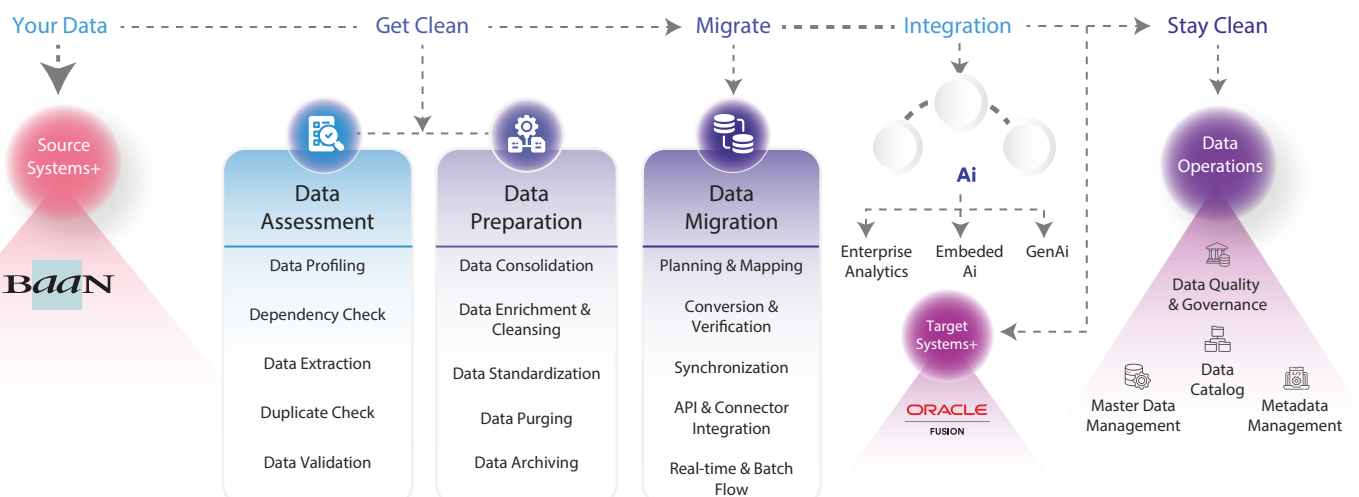 Your Data
Get Clean
Migrate
Integration
Stay Clean
Source
Systems+
BaaN
Data
Assessment
Data Profiling
Dependency Check
Data Extraction
Duplicate Check
Data Validation
Data
Preparation
Data Consolidation
Data Enrichment &
Cleansing
Data Standardization
Data Purging
Data Archiving
Data
Migration
Planning & Mapping
Conversion &
Verification
Synchronization
API & Connector
Integration
Real-time & Batch
Flow
Ai
Enterprise
Analytics
Embeded
Ai
GenAi
Target
Systems+
ORACLE
FUSION
Data
Operations
Data Quality
& Governance
Data
Catalog
Master Data
Management
Metadata
Management